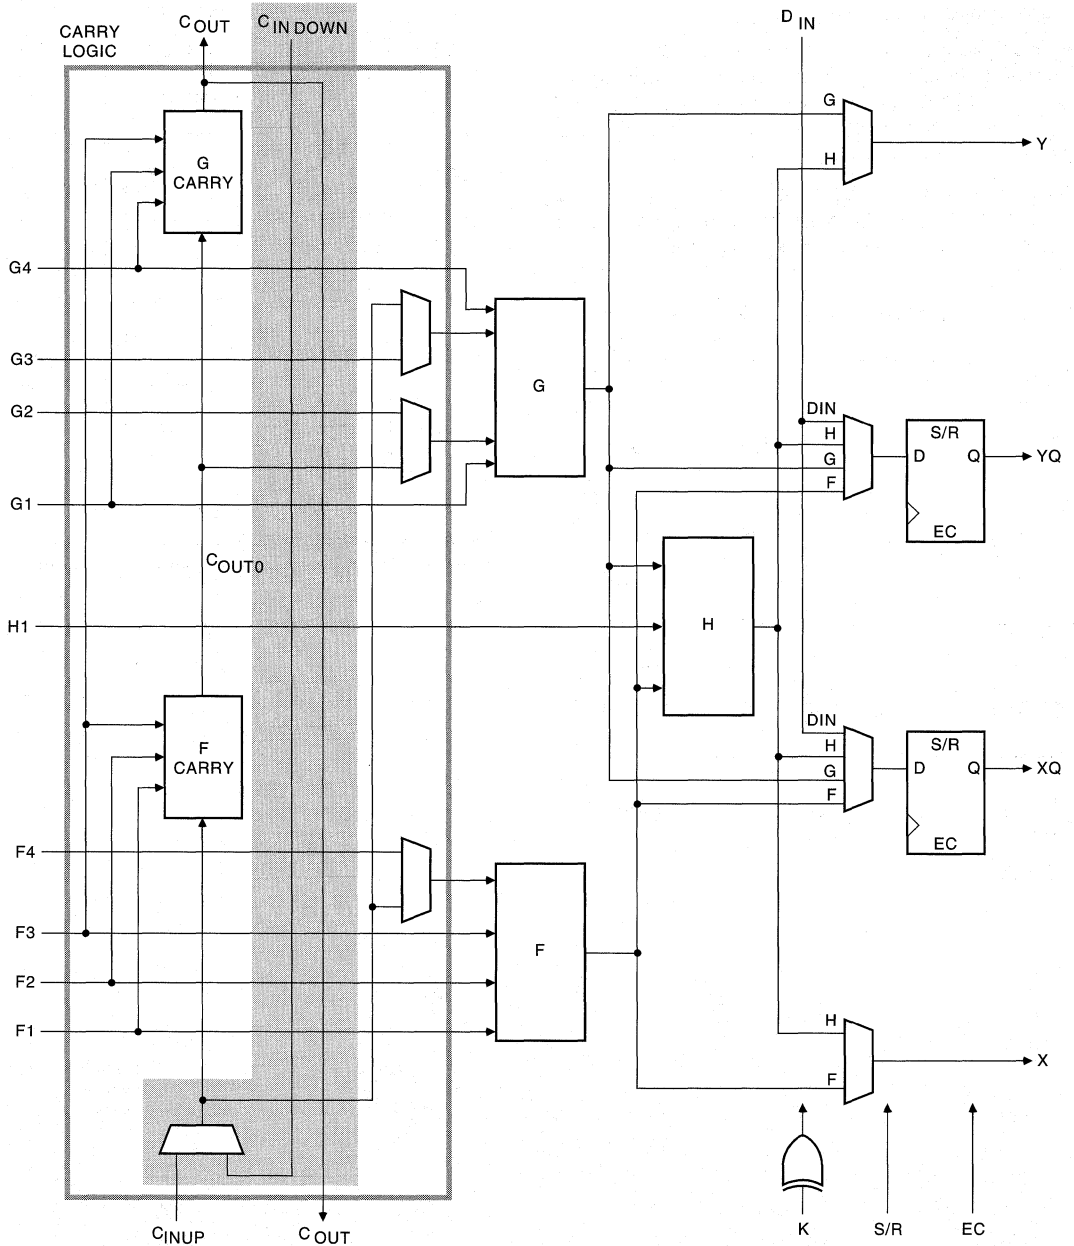 CARRY
LOGIC
C OUT
C IN DOWN
D IN
G
H
Y
G
CARRY
G4
G3
G2
G1
G
DIN
H
G
F
S/R
D
Q
EC
YQ
C OUT0
H1
H
F
CARRY
DIN
H
G
F
S/R
D
Q
EC
XQ
F4
F3
F2
F1
F
H
F
X
C INUP
C OUT
K
S/R
EC